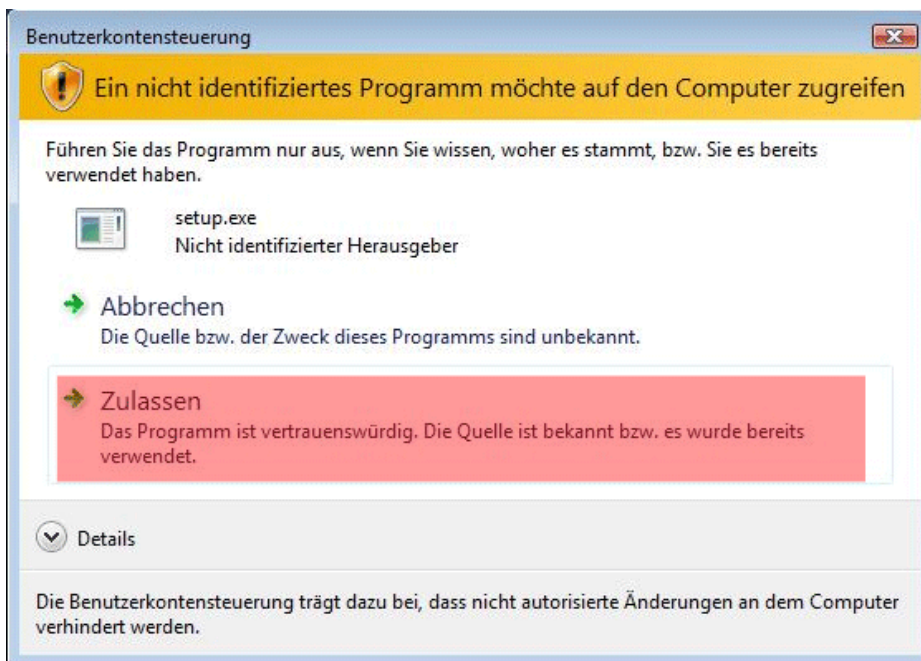 Benutzerkontensteuerung
Ein nicht identifiziertes Programm möchte auf den Computer zugreifen
Führen Sie das Programm nur aus, wenn Sie wissen, woher es stammt, bzw. Sie es bereits
verwendet haben.
setup.exe
Nicht identifizierter Herausgeber
Abbrechen
Die Quelle bzw. der Zweck dieses Programms sind unbekannt.
Zulassen
Das Programm ist vertrauenswürdig. Die Quelle ist bekannt bzw. es wurde bereits
verwendet.
Details
Die Benutzerkontensteuerung trägt dazu bei, dass nicht autorisierte Änderungen an dem Computer
verhindert werden.